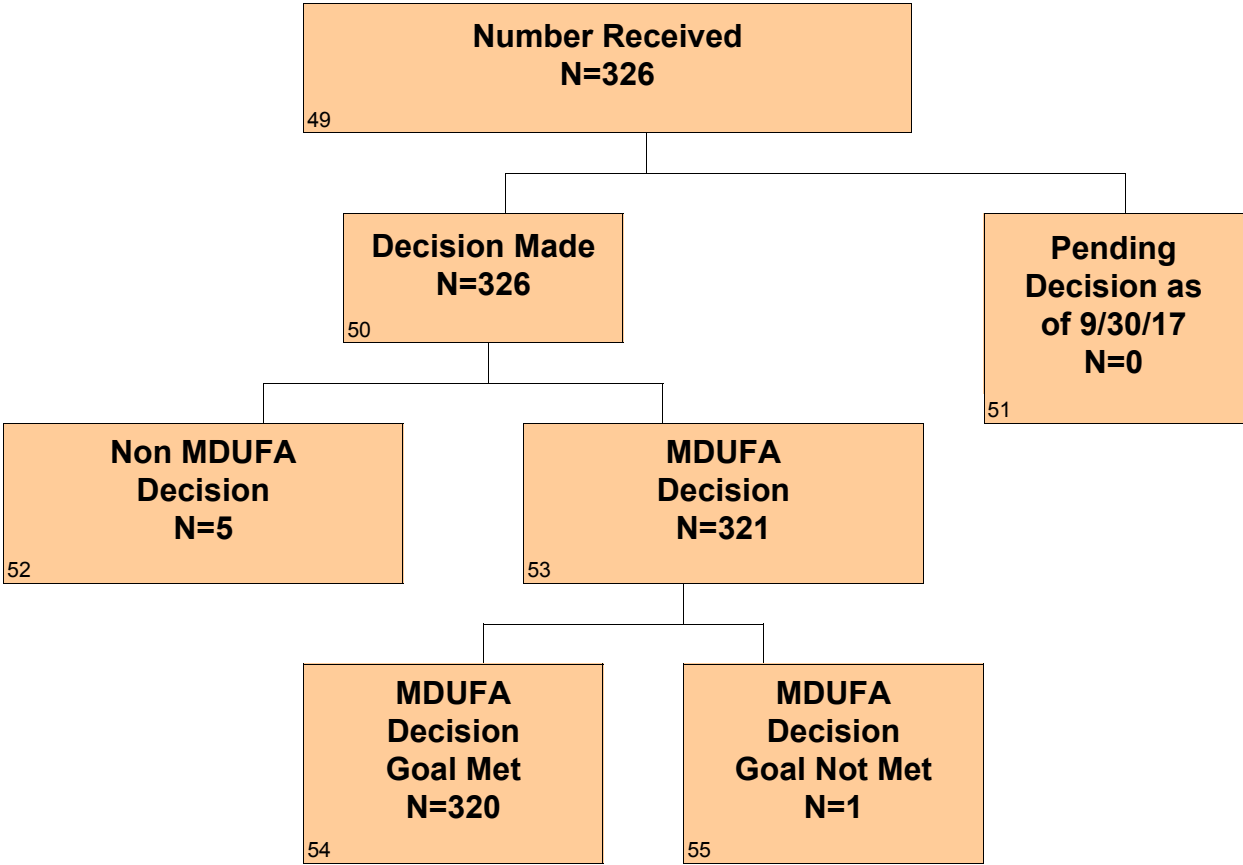 Number Received
N=326
49
Decision Made
N=326
50
Pending
Decision as
of 9/30/17
N=0
51
Non MDUFA
Decision
N=5
52
MDUFA
Decision
N=321
53
MDUFA
Decision
Goal Met
N=320
54
MDUFA
Decision
Goal Not Met
N=1
55